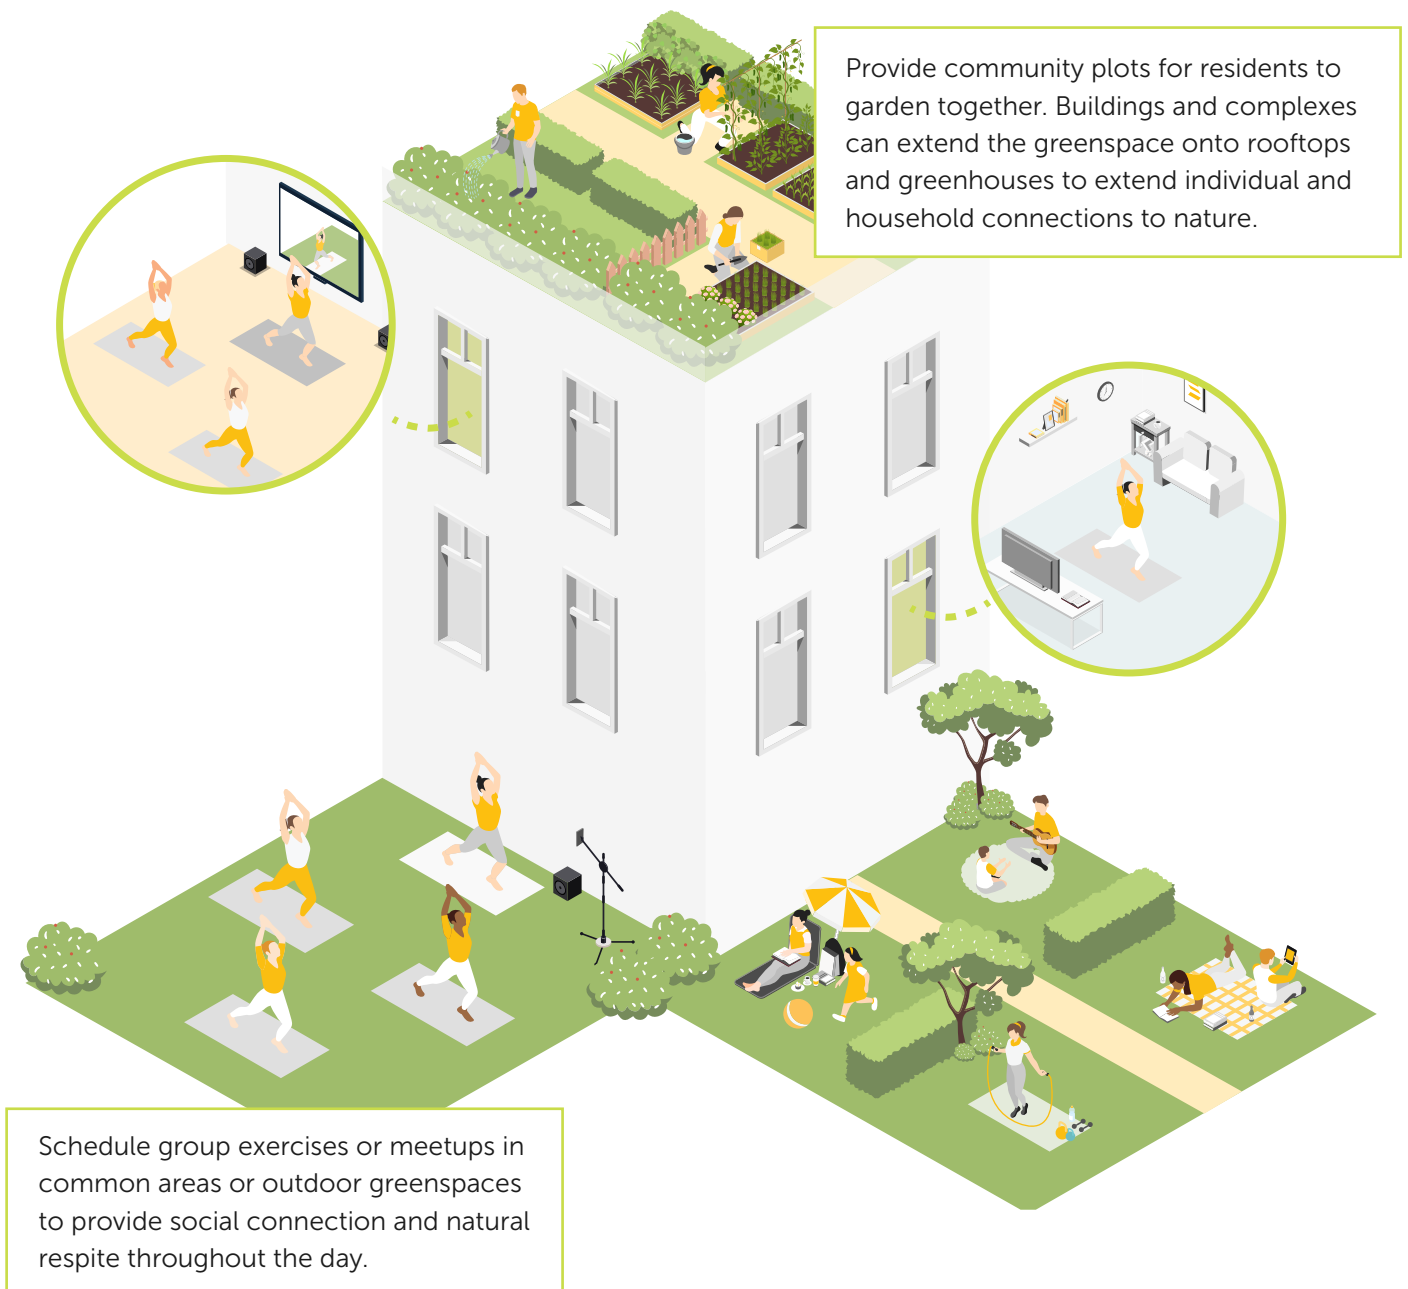 Provide community plots for residents to
garden together. Buildings and complexes
can extend the greenspace onto rooftops
and greenhouses to extend individual and
household connections to nature.
Schedule group exercises or meetups in
common areas or outdoor greenspaces
to provide social connection and natural
respite throughout the day.